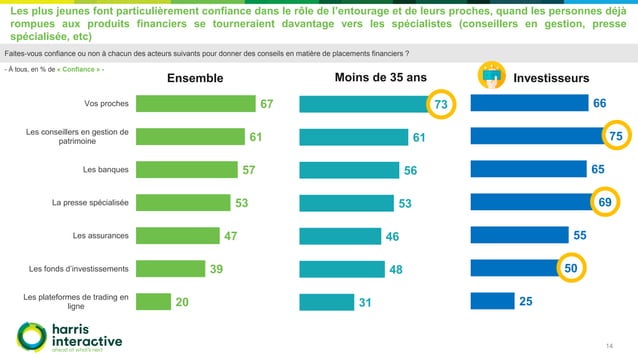 Les plus jeunes font particulièrement confiance dans le rôle de l'entourage et de leurs proches, quand les personnes déjà
rompues aux produits financiers se tourneraient davantage vers les spécialistes (conseillers en gestion, presse
spécialisée, etc)
Faites-vous confiance ou non à chacun des acteurs suivants pour donner des conseils en matière de placements financiers ?
- À tous, en % de « Confiance » -
Ensemble
Moins de 35 ans
Investisseurs
Vos proches 67 73 66
Les conseillers en gestion de
patrimoine 61 61 75
Les banques 57 56 65
La presse spécialisée 53 53 69
Les assurances 47 46 55
Les fonds d'investissements 39 48 50
Les plateformes de trading en
ligne 20 31 25
harris
interactive
ahead of what's next
14